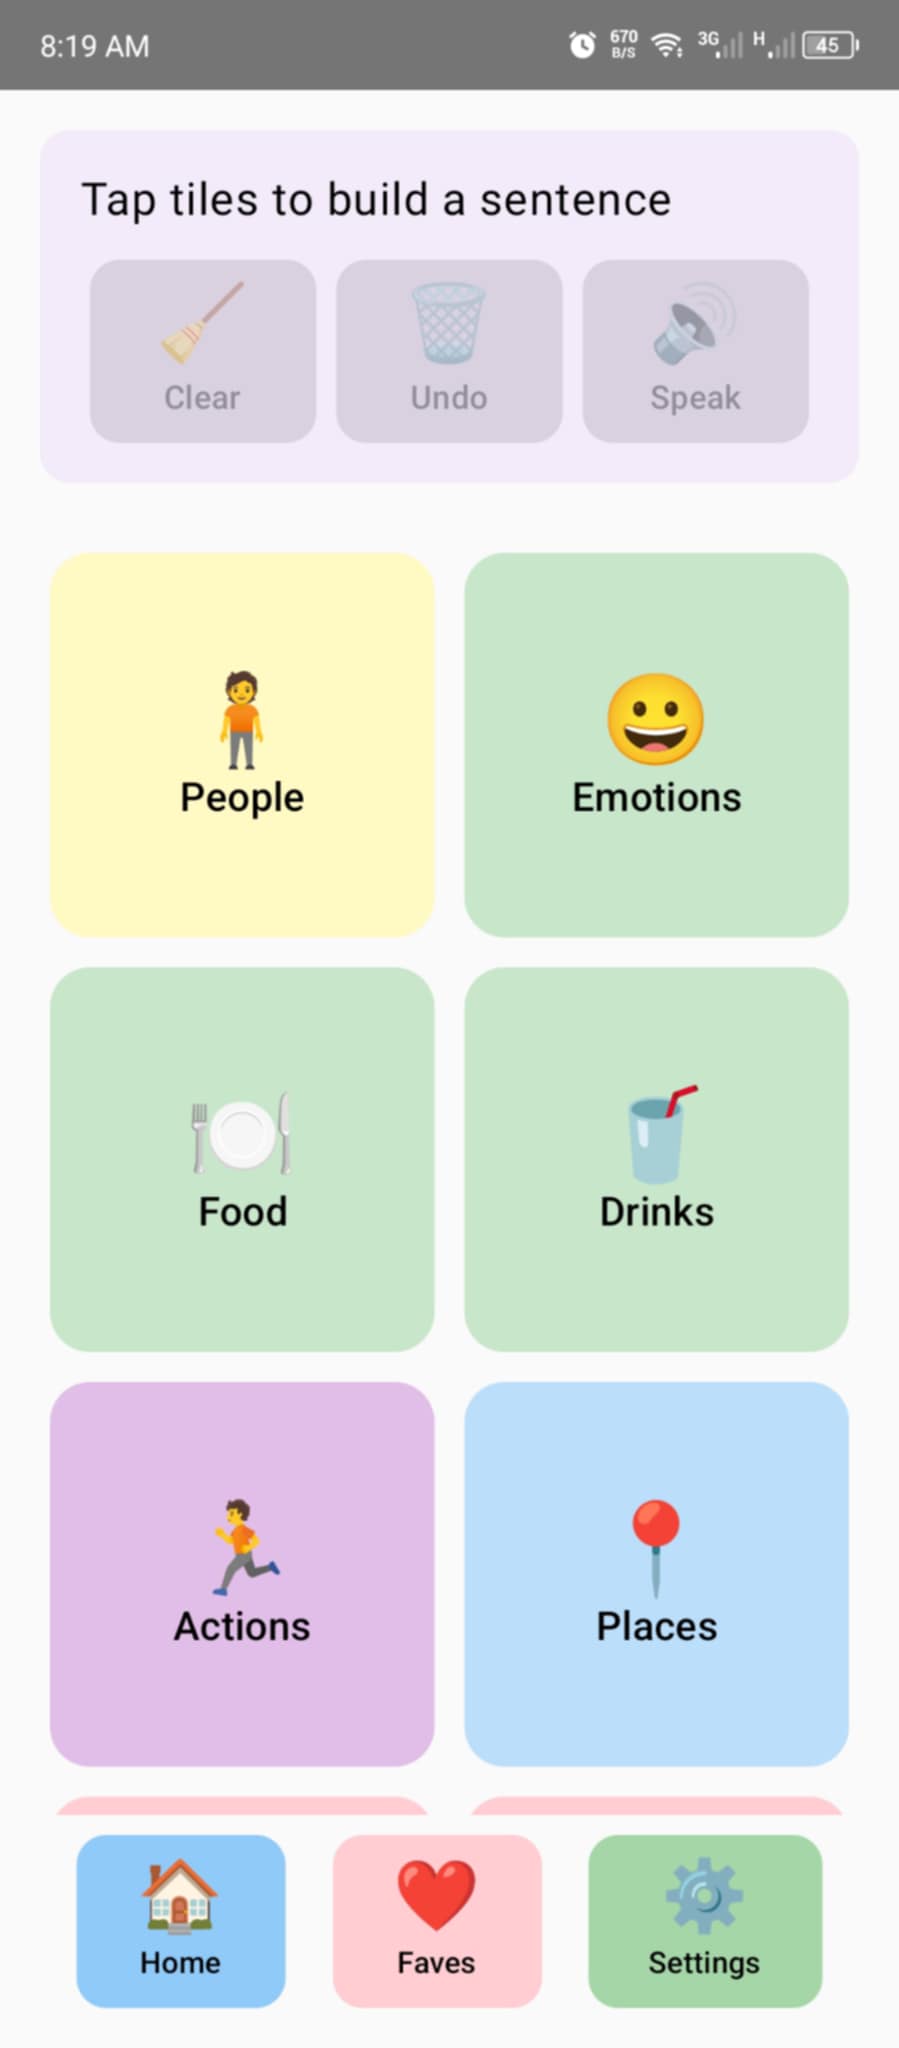 8:19 AM
670 B/S 3G H 45
Tap tiles to build a sentence
Clear Undo Speak
People Emotions
Food Drinks
Actions Places
Home Faves Settings